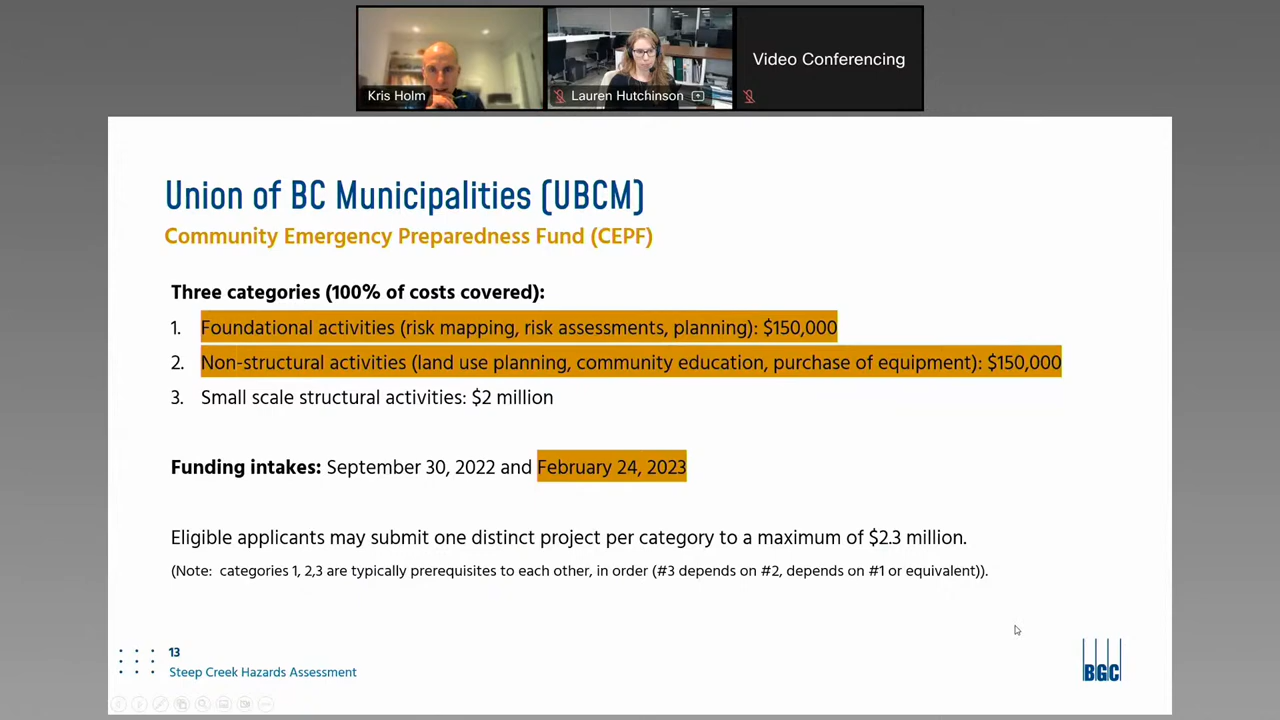 Kris Holm
Lauren Hutchinson
Video Conferencing
Union of BC Municipalities (UBCM)
Community Emergency Preparedness Fund (CEPF)
Three categories (100% of costs covered):
1. Foundational activities (risk mapping, risk assessments, planning): $150,000
2. Non-structural activities (land use planning, community education, purchase of equipment): $150,000
3. Small scale structural activities: $2 million
Funding intakes: September 30, 2022 and February 24, 2023
Eligible applicants may submit one distinct project per category to a maximum of $2.3 million.
(Note: categories 1, 2,3 are typically prerequisites to each other, in order (#3 depends on #2, depends on #1 or equivalent)).
13
Steep Creek Hazards Assessment
BGC